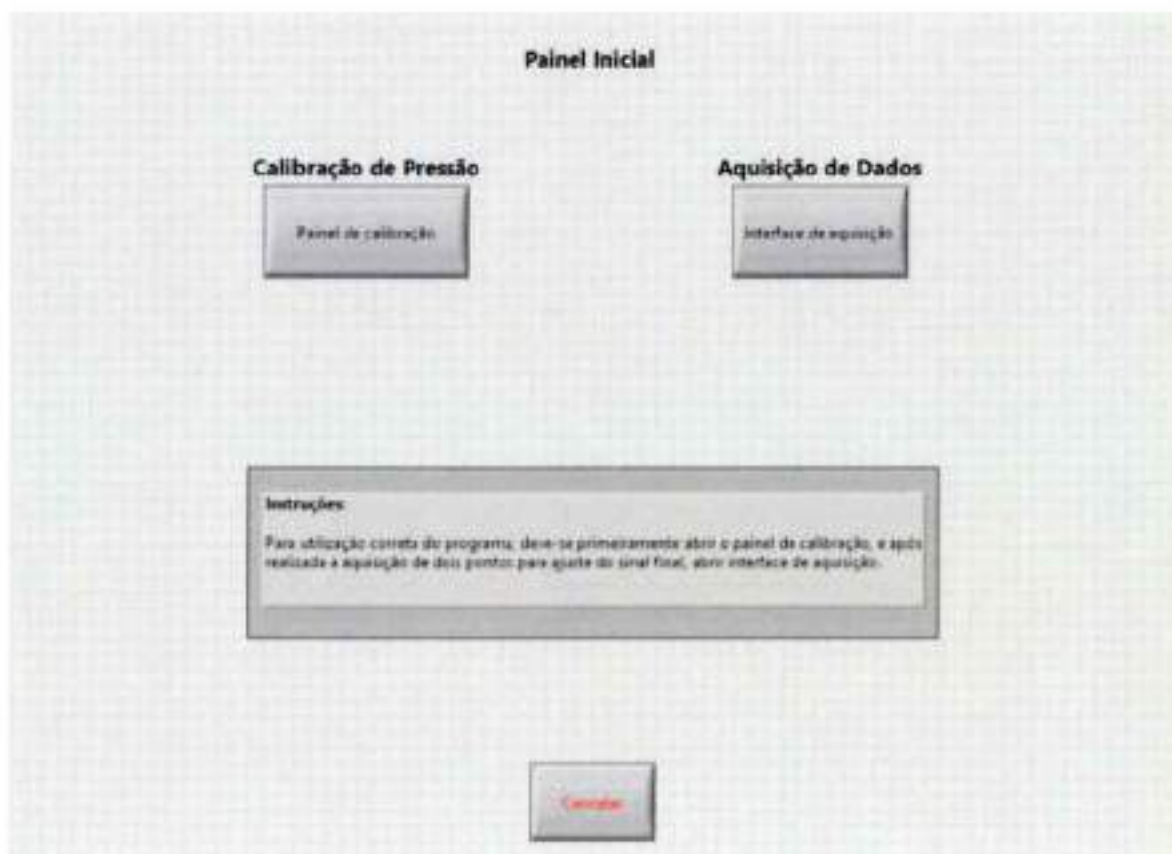 Painel Inicial
Calibração de Pressão
Aquisição de Dados
Painel de calibração
Interface de aquisição
Instruções
Para utilização correta do programa, deve-se primeiramente abrir o painel de calibração, e após
realizada a aquisição de dois pontos para ajuste do sinal final, abrir interface de aquisição.
Cancelar